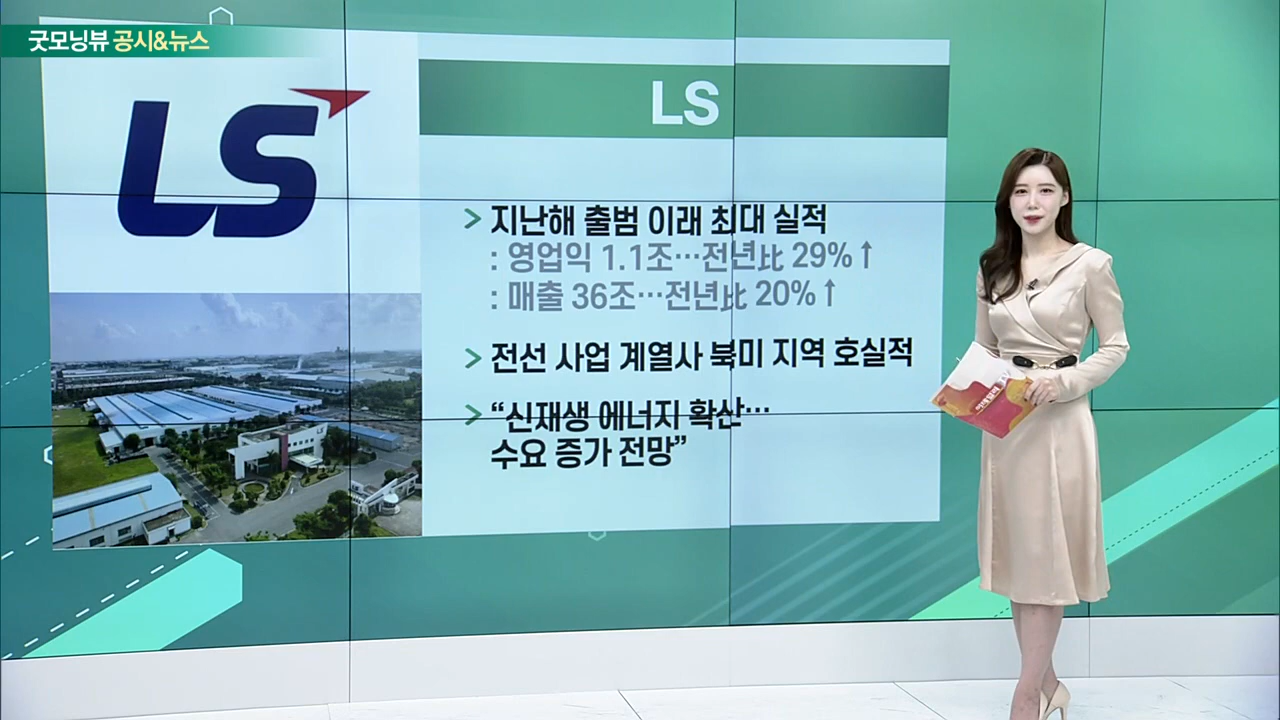 굿모닝뷰 공시&뉴스
LS
LS
> 지난해 출범 이래 최대 실적
: 영업익 1.1조…전년比 29%↑
: 매출 36조…전년比 20%↑
> 전선 사업 계열사 북미 지역 호실적
> “신재생 에너지 확산…
수요 증가 전망”